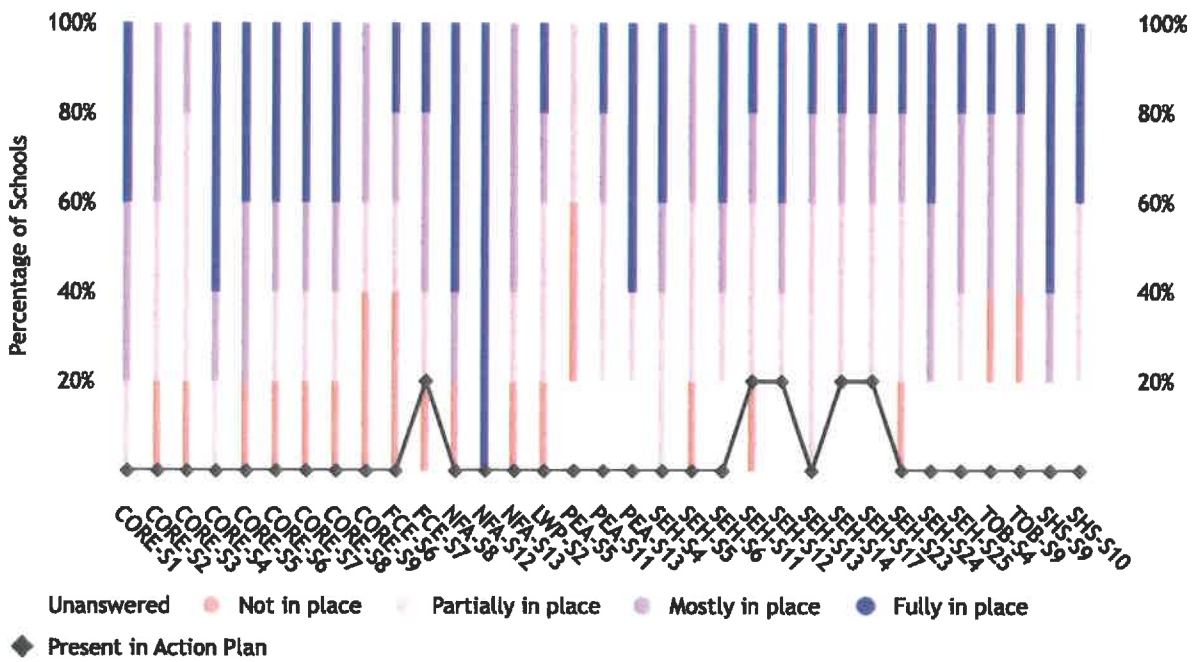 100%
80%
60%
40%
20%
Percentage of Schools
100%
80%
60%
40%
20%
CORE-S1
CORE-S2
CORE-S3
CORE-S4
CORE-S5
CORE-S6
CORE-S7
CORE-S8
CORE-S9
FCE-S6
FCE-S7
NFA-S8
NFA-S12
NFA-S13
LWP-S2
PEA-S5
PEA-S11
PEA-S13
SEH-S4
SEH-S5
SEH-S6
SEH-S11
SEH-S12
SEH-S13
SEH-S14
SEH-S17
SEH-S23
SEH-S24
SEH-S25
TOB-S4
TOB-S9
SHS-S9
SHS-S10
Unanswered Not in place Partially in place Mostly in place Fully in place
Present in Action Plan